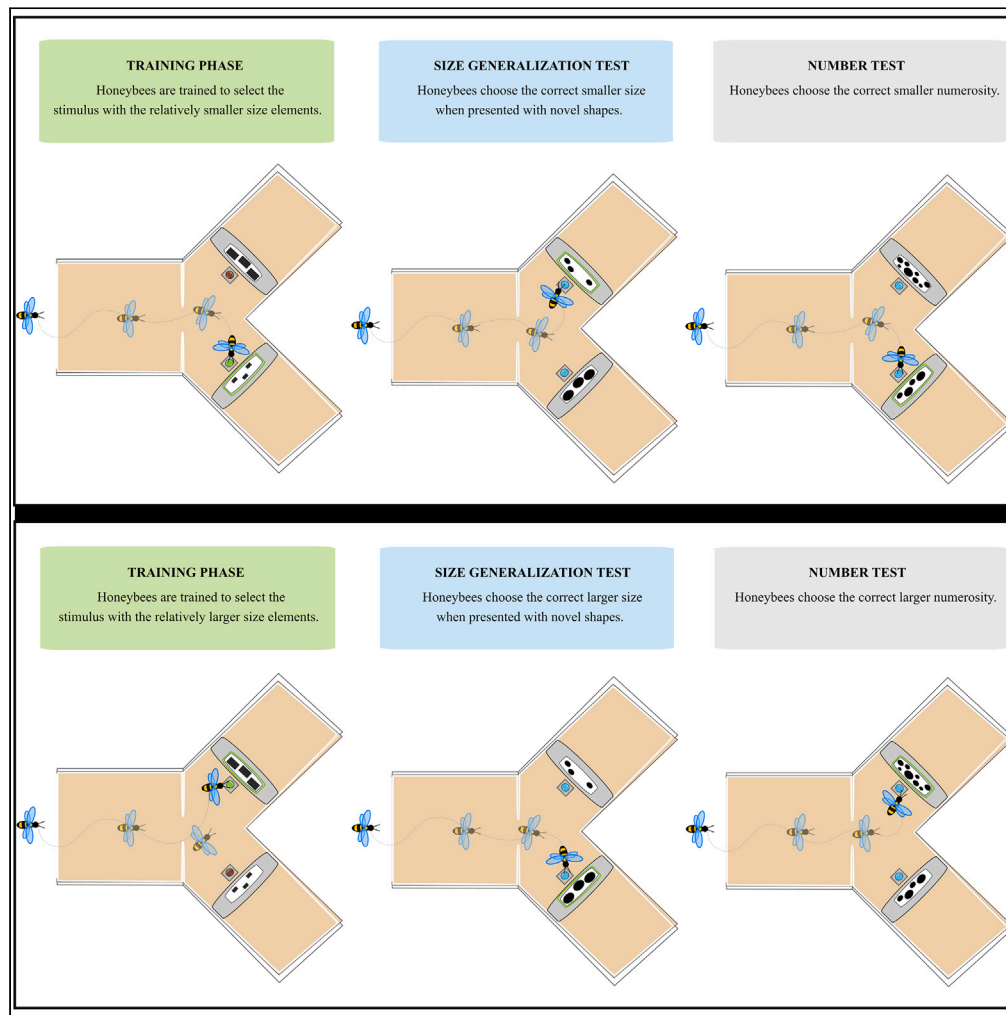 TRAINING PHASE
Honeybees are trained to select the
stimulus with the relatively smaller size elements.
SIZE GENERALIZATION TEST
Honeybees choose the correct smaller size
when presented with novel shapes.
NUMBER TEST
Honeybees choose the correct smaller numerosity.
TRAINING PHASE
Honeybees are trained to select the
stimulus with the relatively larger size elements.
SIZE GENERALIZATION TEST
Honeybees choose the correct larger size
when presented with novel shapes.
NUMBER TEST
Honeybees choose the correct larger numerosity.